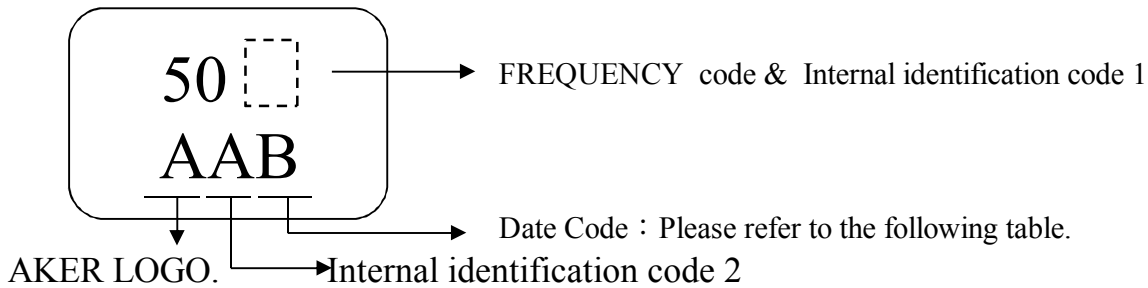 50
FREQUENCY code & Internal identification code 1
AAB
Date Code：Please refer to the following table.
AKER LOGO.
Internal identification code 2